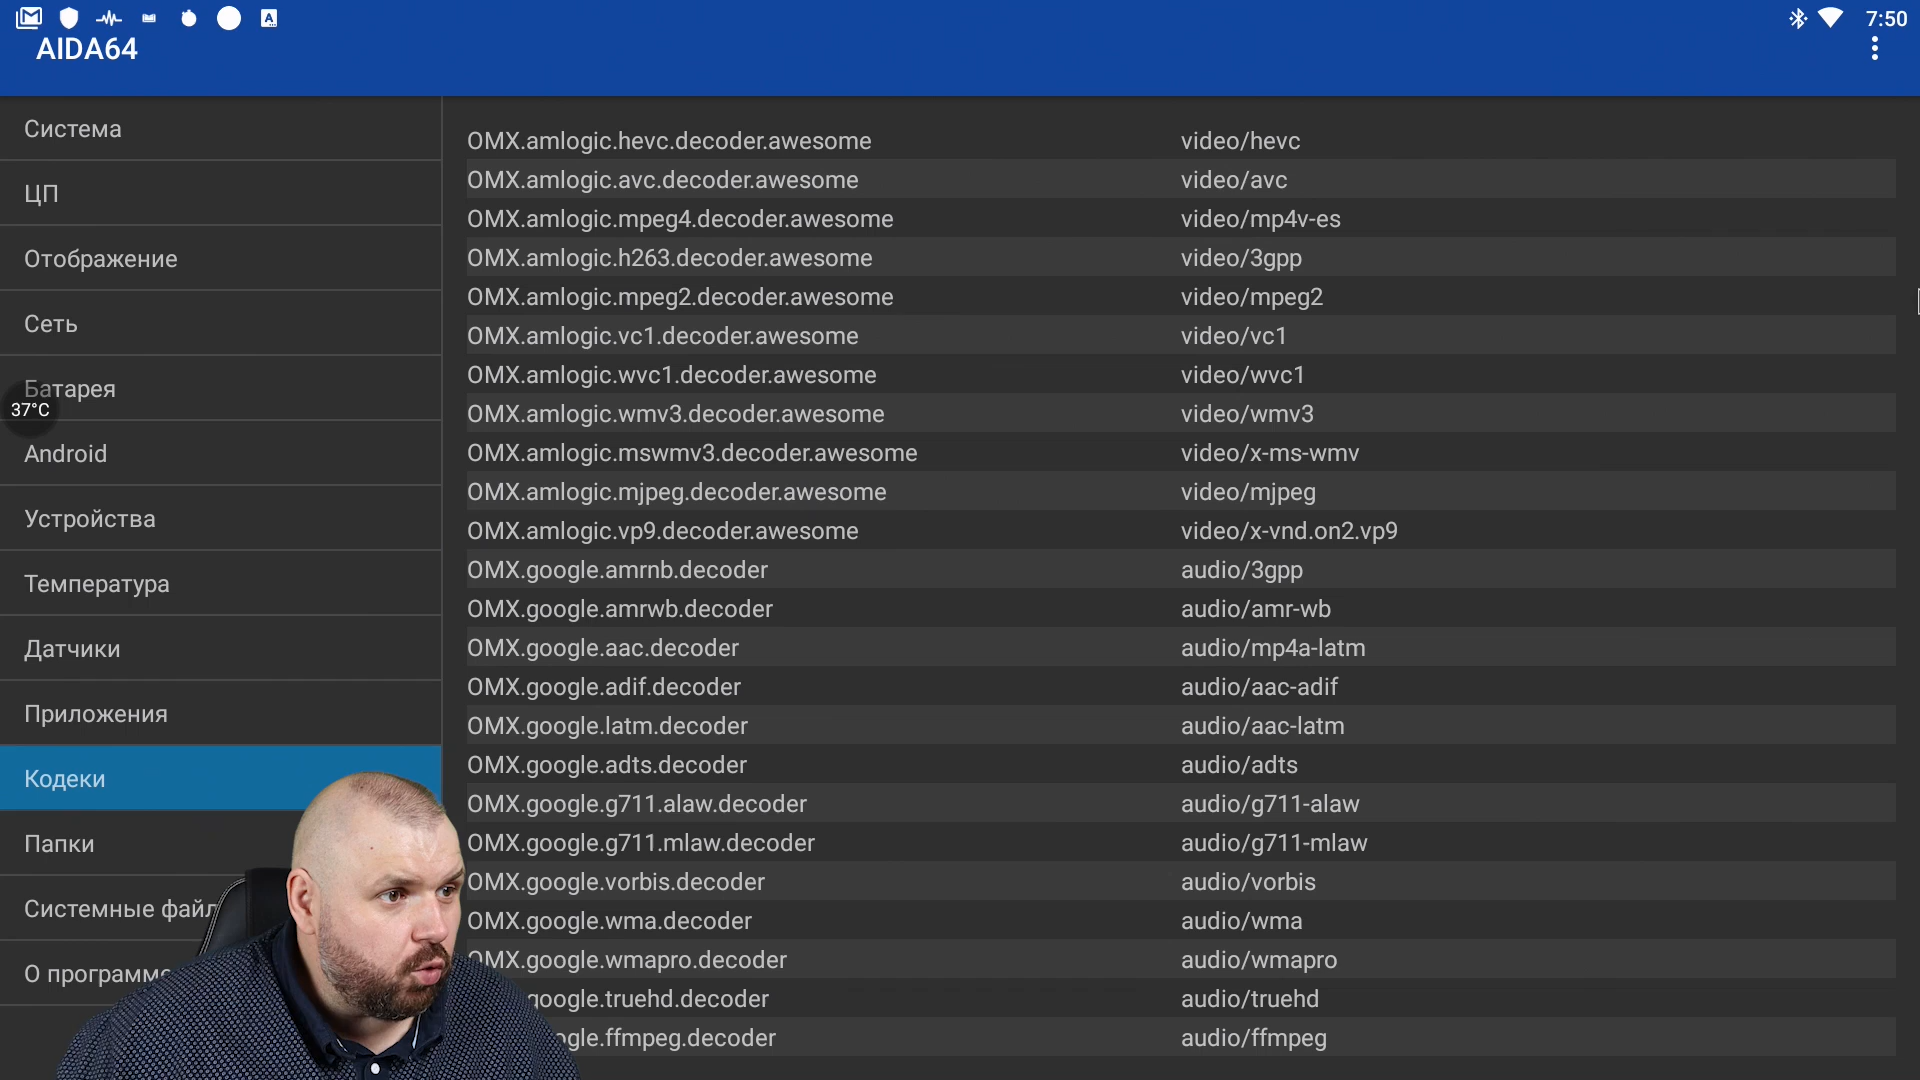 7:50
AIDA64
Система
ЦП
Отображение
Сеть
Батарея
37°C
Android
Устройства
Температура
Датчики
Приложения
Кодеки
Папки
Системные файл
О программе
OMX.amlogic.hevc.decoder.awesome video/hevc
OMX.amlogic.avc.decoder.awesome video/avc
OMX.amlogic.mpeg4.decoder.awesome video/mp4v-es
OMX.amlogic.h263.decoder.awesome video/3gpp
OMX.amlogic.mpeg2.decoder.awesome video/mpeg2
OMX.amlogic.vc1.decoder.awesome video/vc1
OMX.amlogic.wvc1.decoder.awesome video/wvc1
OMX.amlogic.wmv3.decoder.awesome video/wmv3
OMX.amlogic.mswmv3.decoder.awesome video/x-ms-wmv
OMX.amlogic.mjpeg.decoder.awesome video/mjpeg
OMX.amlogic.vp9.decoder.awesome video/x-vnd.on2.vp9
OMX.google.amrnb.decoder audio/3gpp
OMX.google.amrwb.decoder audio/amr-wb
OMX.google.aac.decoder audio/mp4a-latm
OMX.google.adif.decoder audio/aac-adif
OMX.google.latm.decoder audio/aac-latm
OMX.google.adts.decoder audio/adts
OMX.google.g711.alaw.decoder audio/g711-alaw
OMX.google.g711.mlaw.decoder audio/g711-mlaw
OMX.google.vorbis.decoder audio/vorbis
OMX.google.wma.decoder audio/wma
OMX.google.wmapro.decoder audio/wmapro
google.truehd.decoder audio/truehd
ogle.ffmpeg.decoder audio/ffmpeg